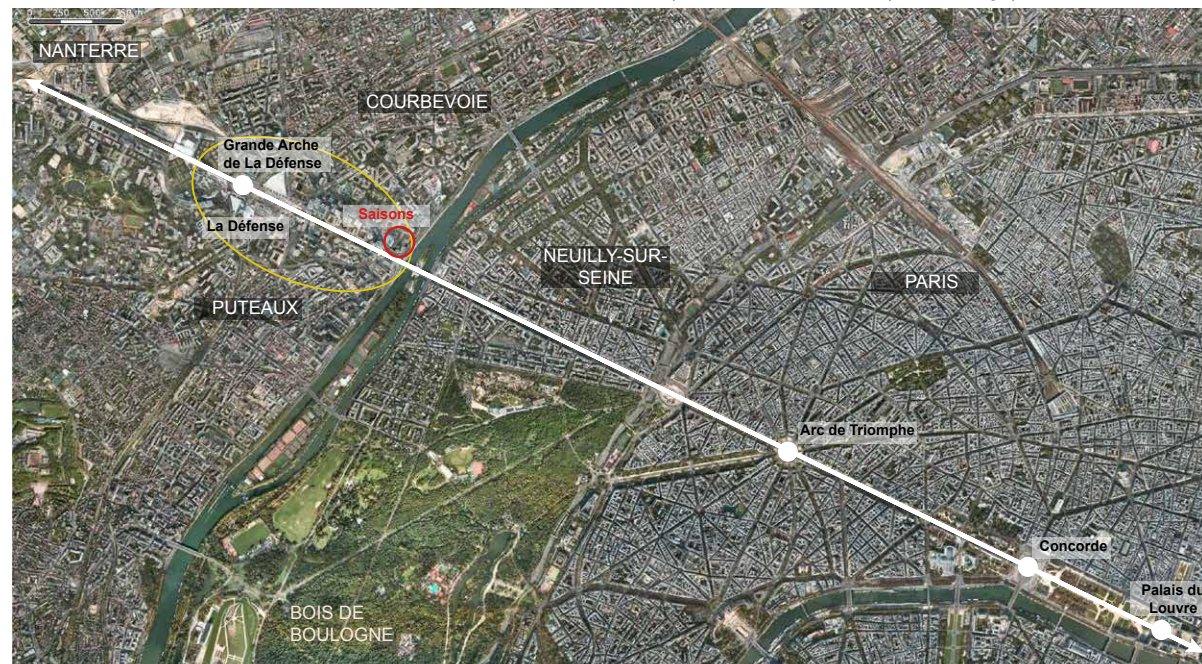 NANTERRE
COURBEVOIE
Grande Arche
de La Défense
Saisons
La Défense
NEUILLY-SUR-
SEINE
PARIS
PUTEAUX
Arc de Triomphe
Concorde
Palais du
Louvre
BOIS DE
BOULOGNE